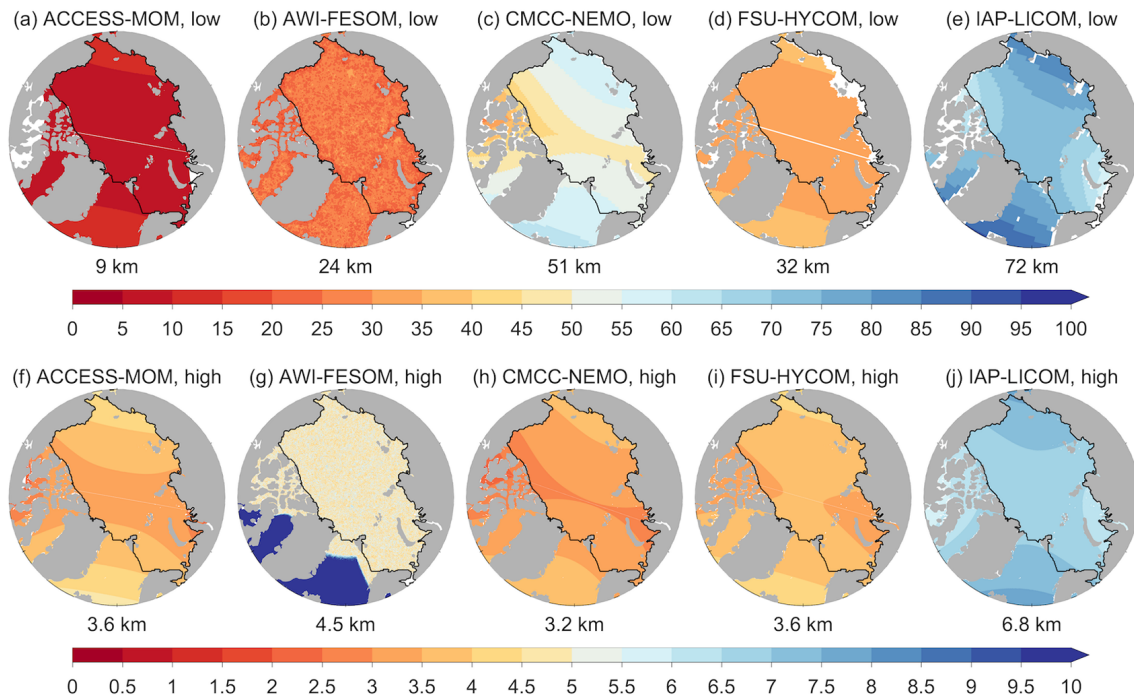 (a) ACCESS-MOM, low (b) AWI-FESOM, low (c) CMCC-NEMO, low (d) FSU-HYCOM, low (e) IAP-LICOM, low
9 km 24 km 51 km 32 km 72 km
0 5 10 15 20 25 30 35 40 45 50 55 60 65 70 75 80 85 90 95 100
(f) ACCESS-MOM, high (g) AWI-FESOM, high (h) CMCC-NEMO, high (i) FSU-HYCOM, high (j) IAP-LICOM, high
3.6 km 4.5 km 3.2 km 3.6 km 6.8 km
0 0.5 1 1.5 2 2.5 3 3.5 4 4.5 5 5.5 6 6.5 7 7.5 8 8.5 9 9.5 10